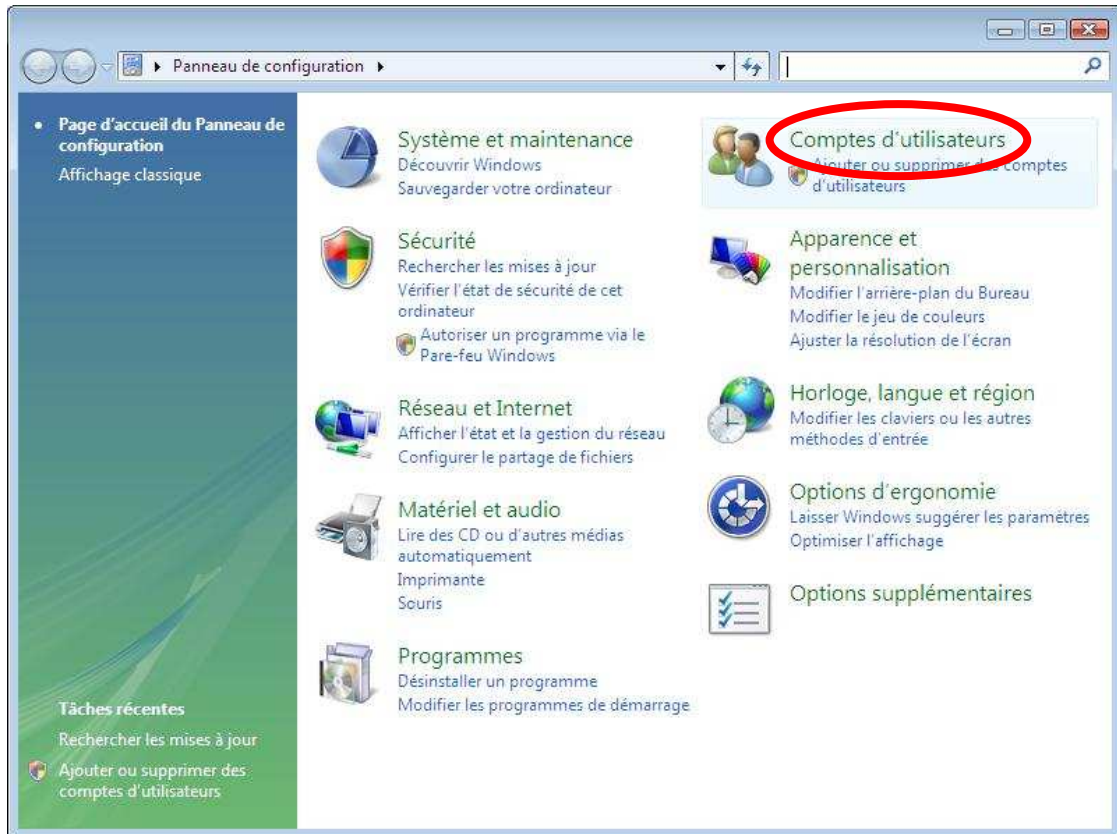 Panneau de configuration
Page d'accueil du Panneau de
configuration
Affichage classique
Système et maintenance
Découvrir Windows
Sauvegarder votre ordinateur
Sécurité
Rechercher les mises à jour
Vérifier l'état de sécurité de cet
ordinateur
Autoriser un programme via le
Pare-feu Windows
Réseau et Internet
Afficher l'état et la gestion du réseau
Configurer le partage de fichiers
Matériel et audio
Lire des CD ou d'autres médias
automatiquement
Imprimante
Souris
Programmes
Désinstaller un programme
Modifier les programmes de démarrage
Comptes d'utilisateurs
Ajouter ou supprimer des comptes
d'utilisateurs
Apparence et
personnalisation
Modifier l'arrière-plan du Bureau
Modifier le jeu de couleurs
Ajuster la résolution de l'écran
Horloge, langue et région
Modifier les claviers ou les autres
méthodes d'entrée
Options d'ergonomie
Laisser Windows suggérer les paramètres
Optimiser l'affichage
Options supplémentaires
Tâches récentes
Rechercher les mises à jour
Ajouter ou supprimer des
comptes d'utilisateurs